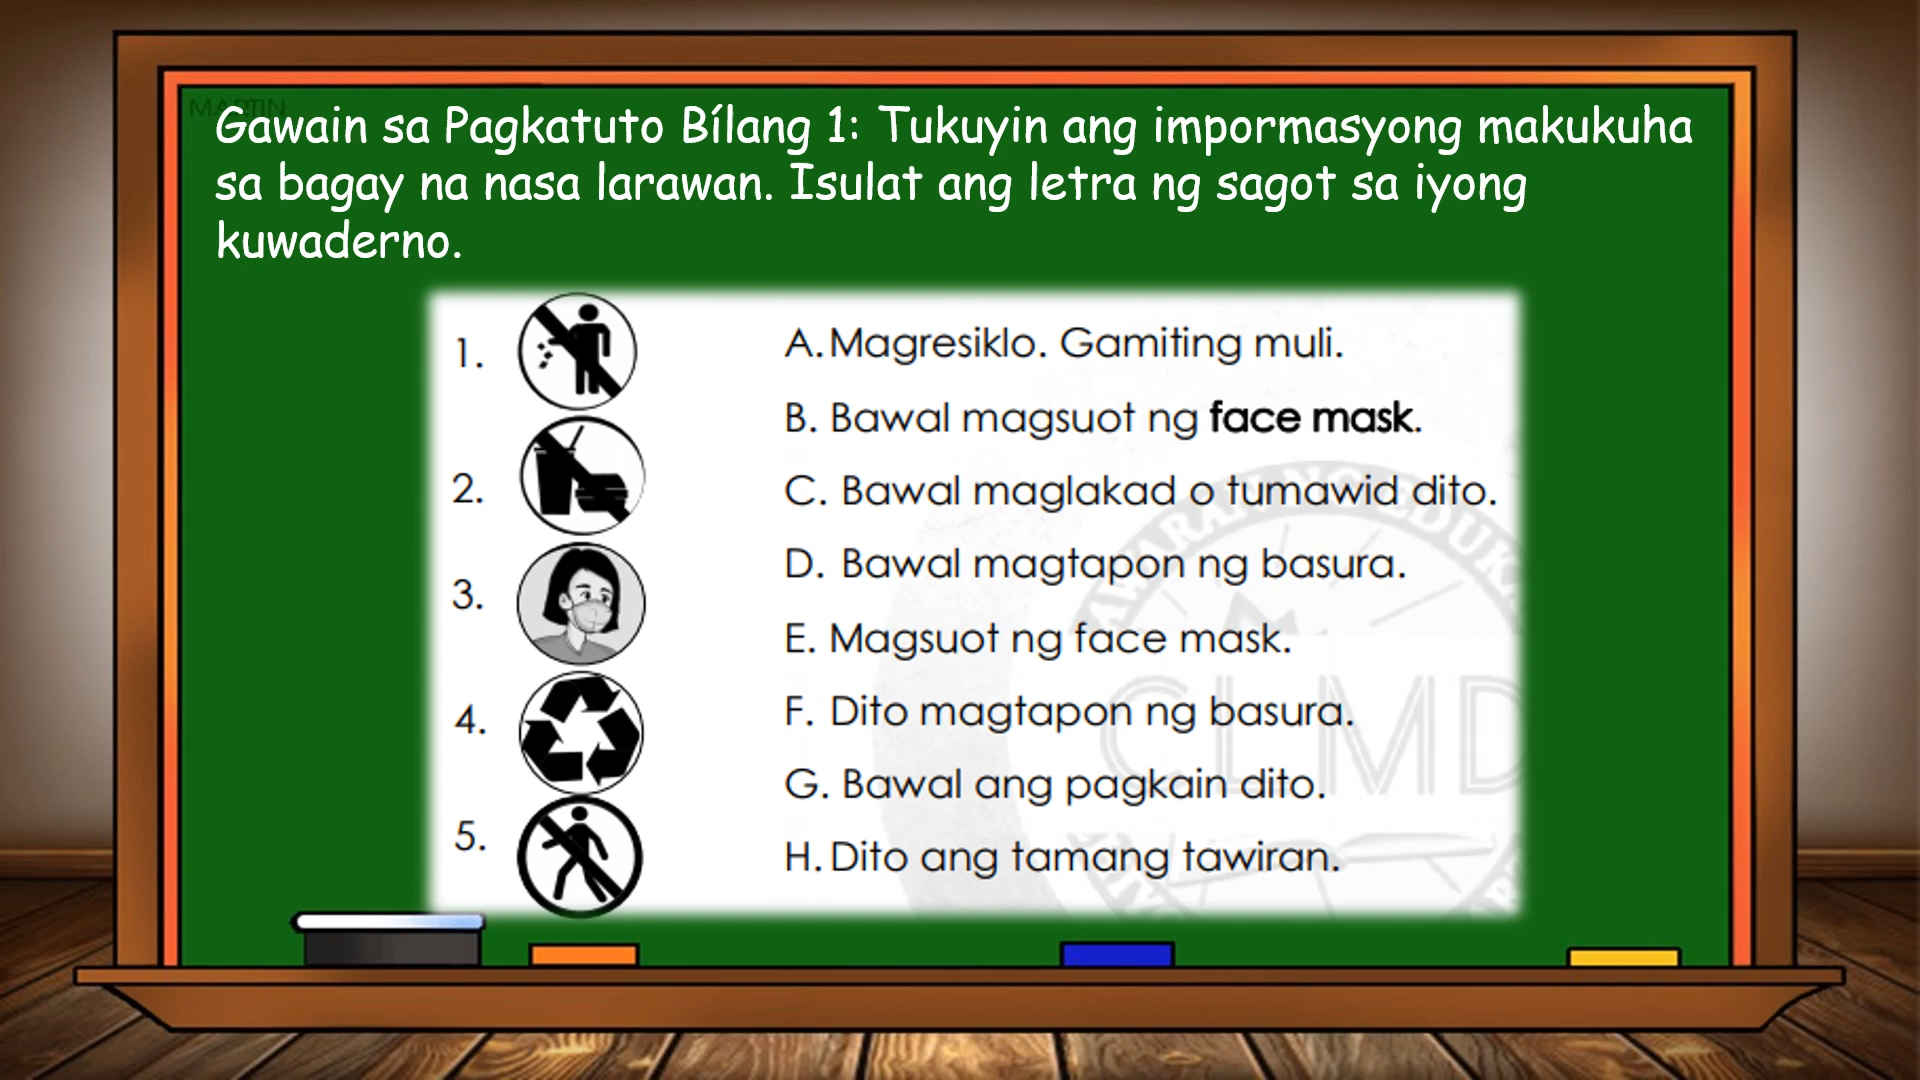 MARTIN
Gawain sa Pagkatuto Bílang 1: Tukuyin ang impormasyong makukuha
sa bagay na nasa larawan. Isulat ang letra ng sagot sa iyong
kuwaderno.
1.
A. Magresiklo. Gamiting muli.
B. Bawal magsuot ng face mask.
2.
C. Bawal maglakad o tumawid dito.
D. Bawal magtapon ng basura.
3.
E. Magsuot ng face mask.
4.
F. Dito magtapon ng basura.
G. Bawal ang pagkain dito.
5.
H. Dito ang tamang tawiran.
CLMD